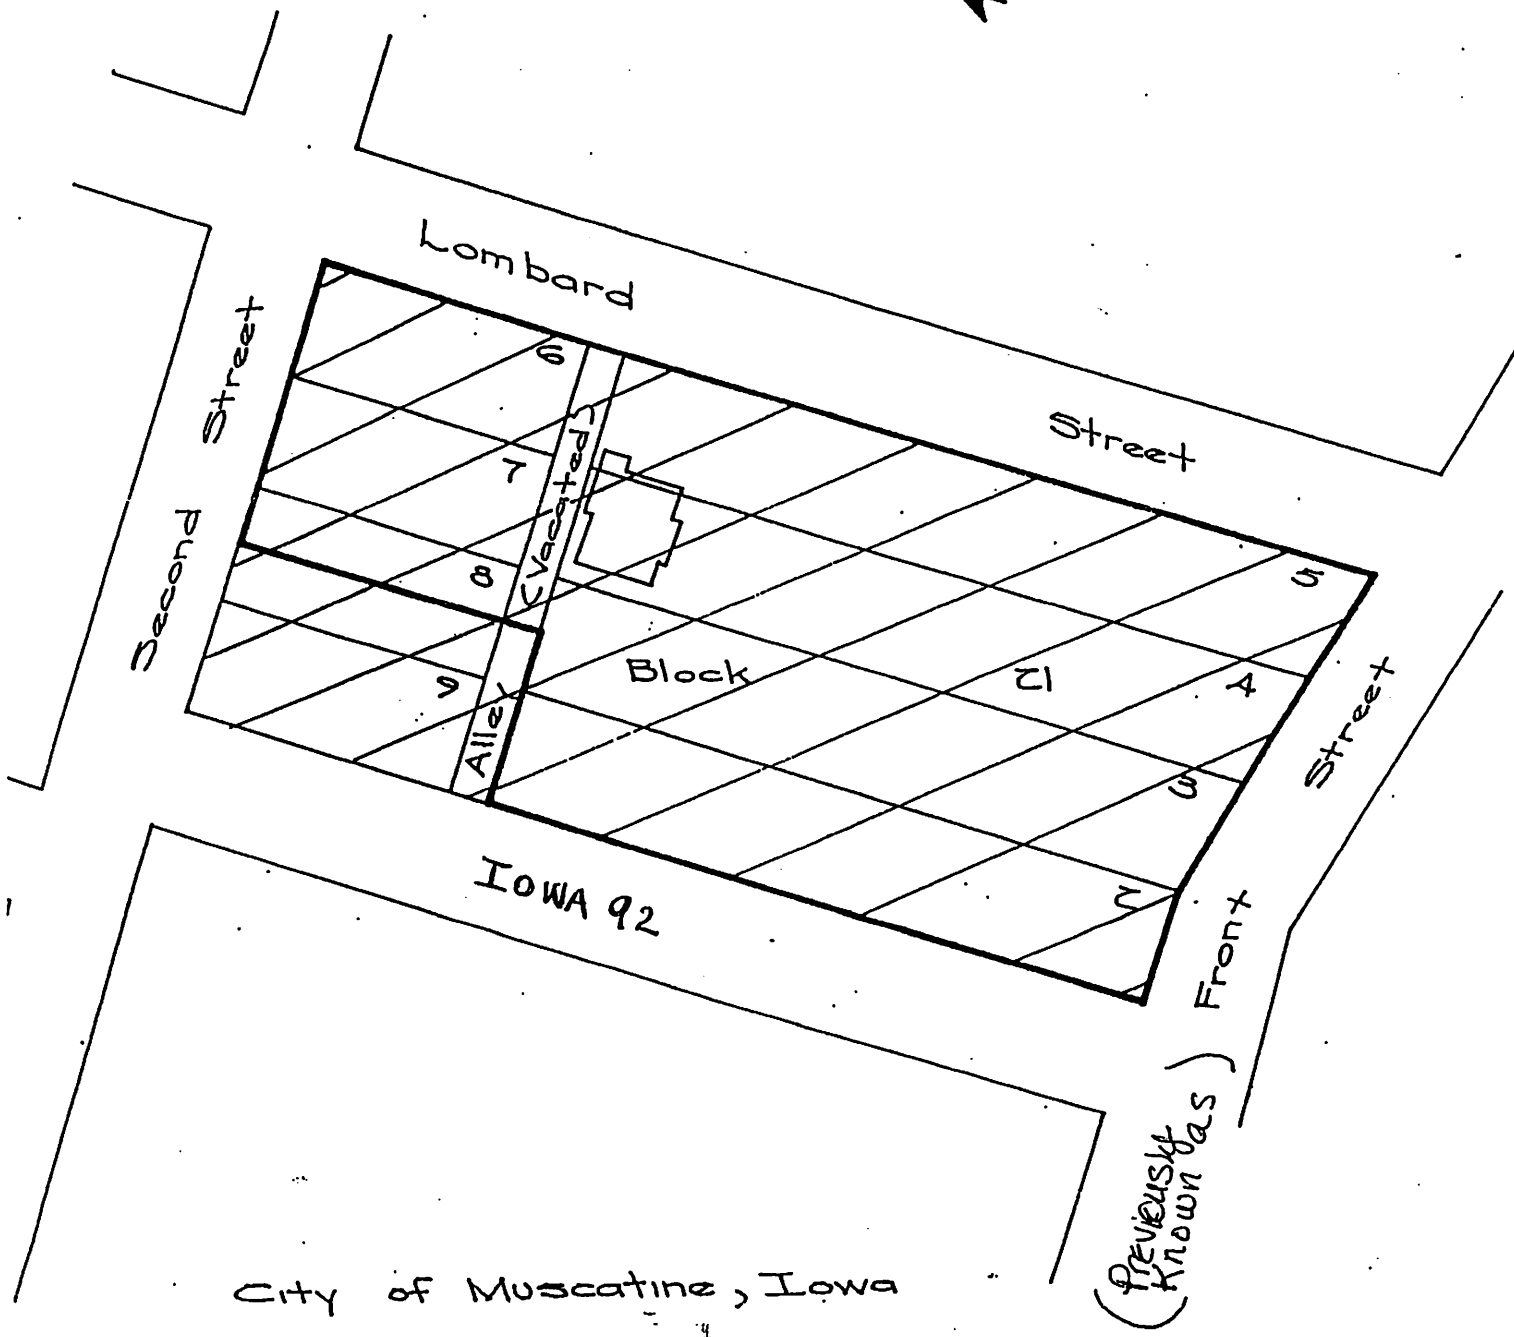 Lombard
Street
Second Street
6
7
8
9
Alley (Vacated)
Block 12
5
4
3
2
IOWA 92
(Previously
Known as) Front Street
City of Muscatine, Iowa